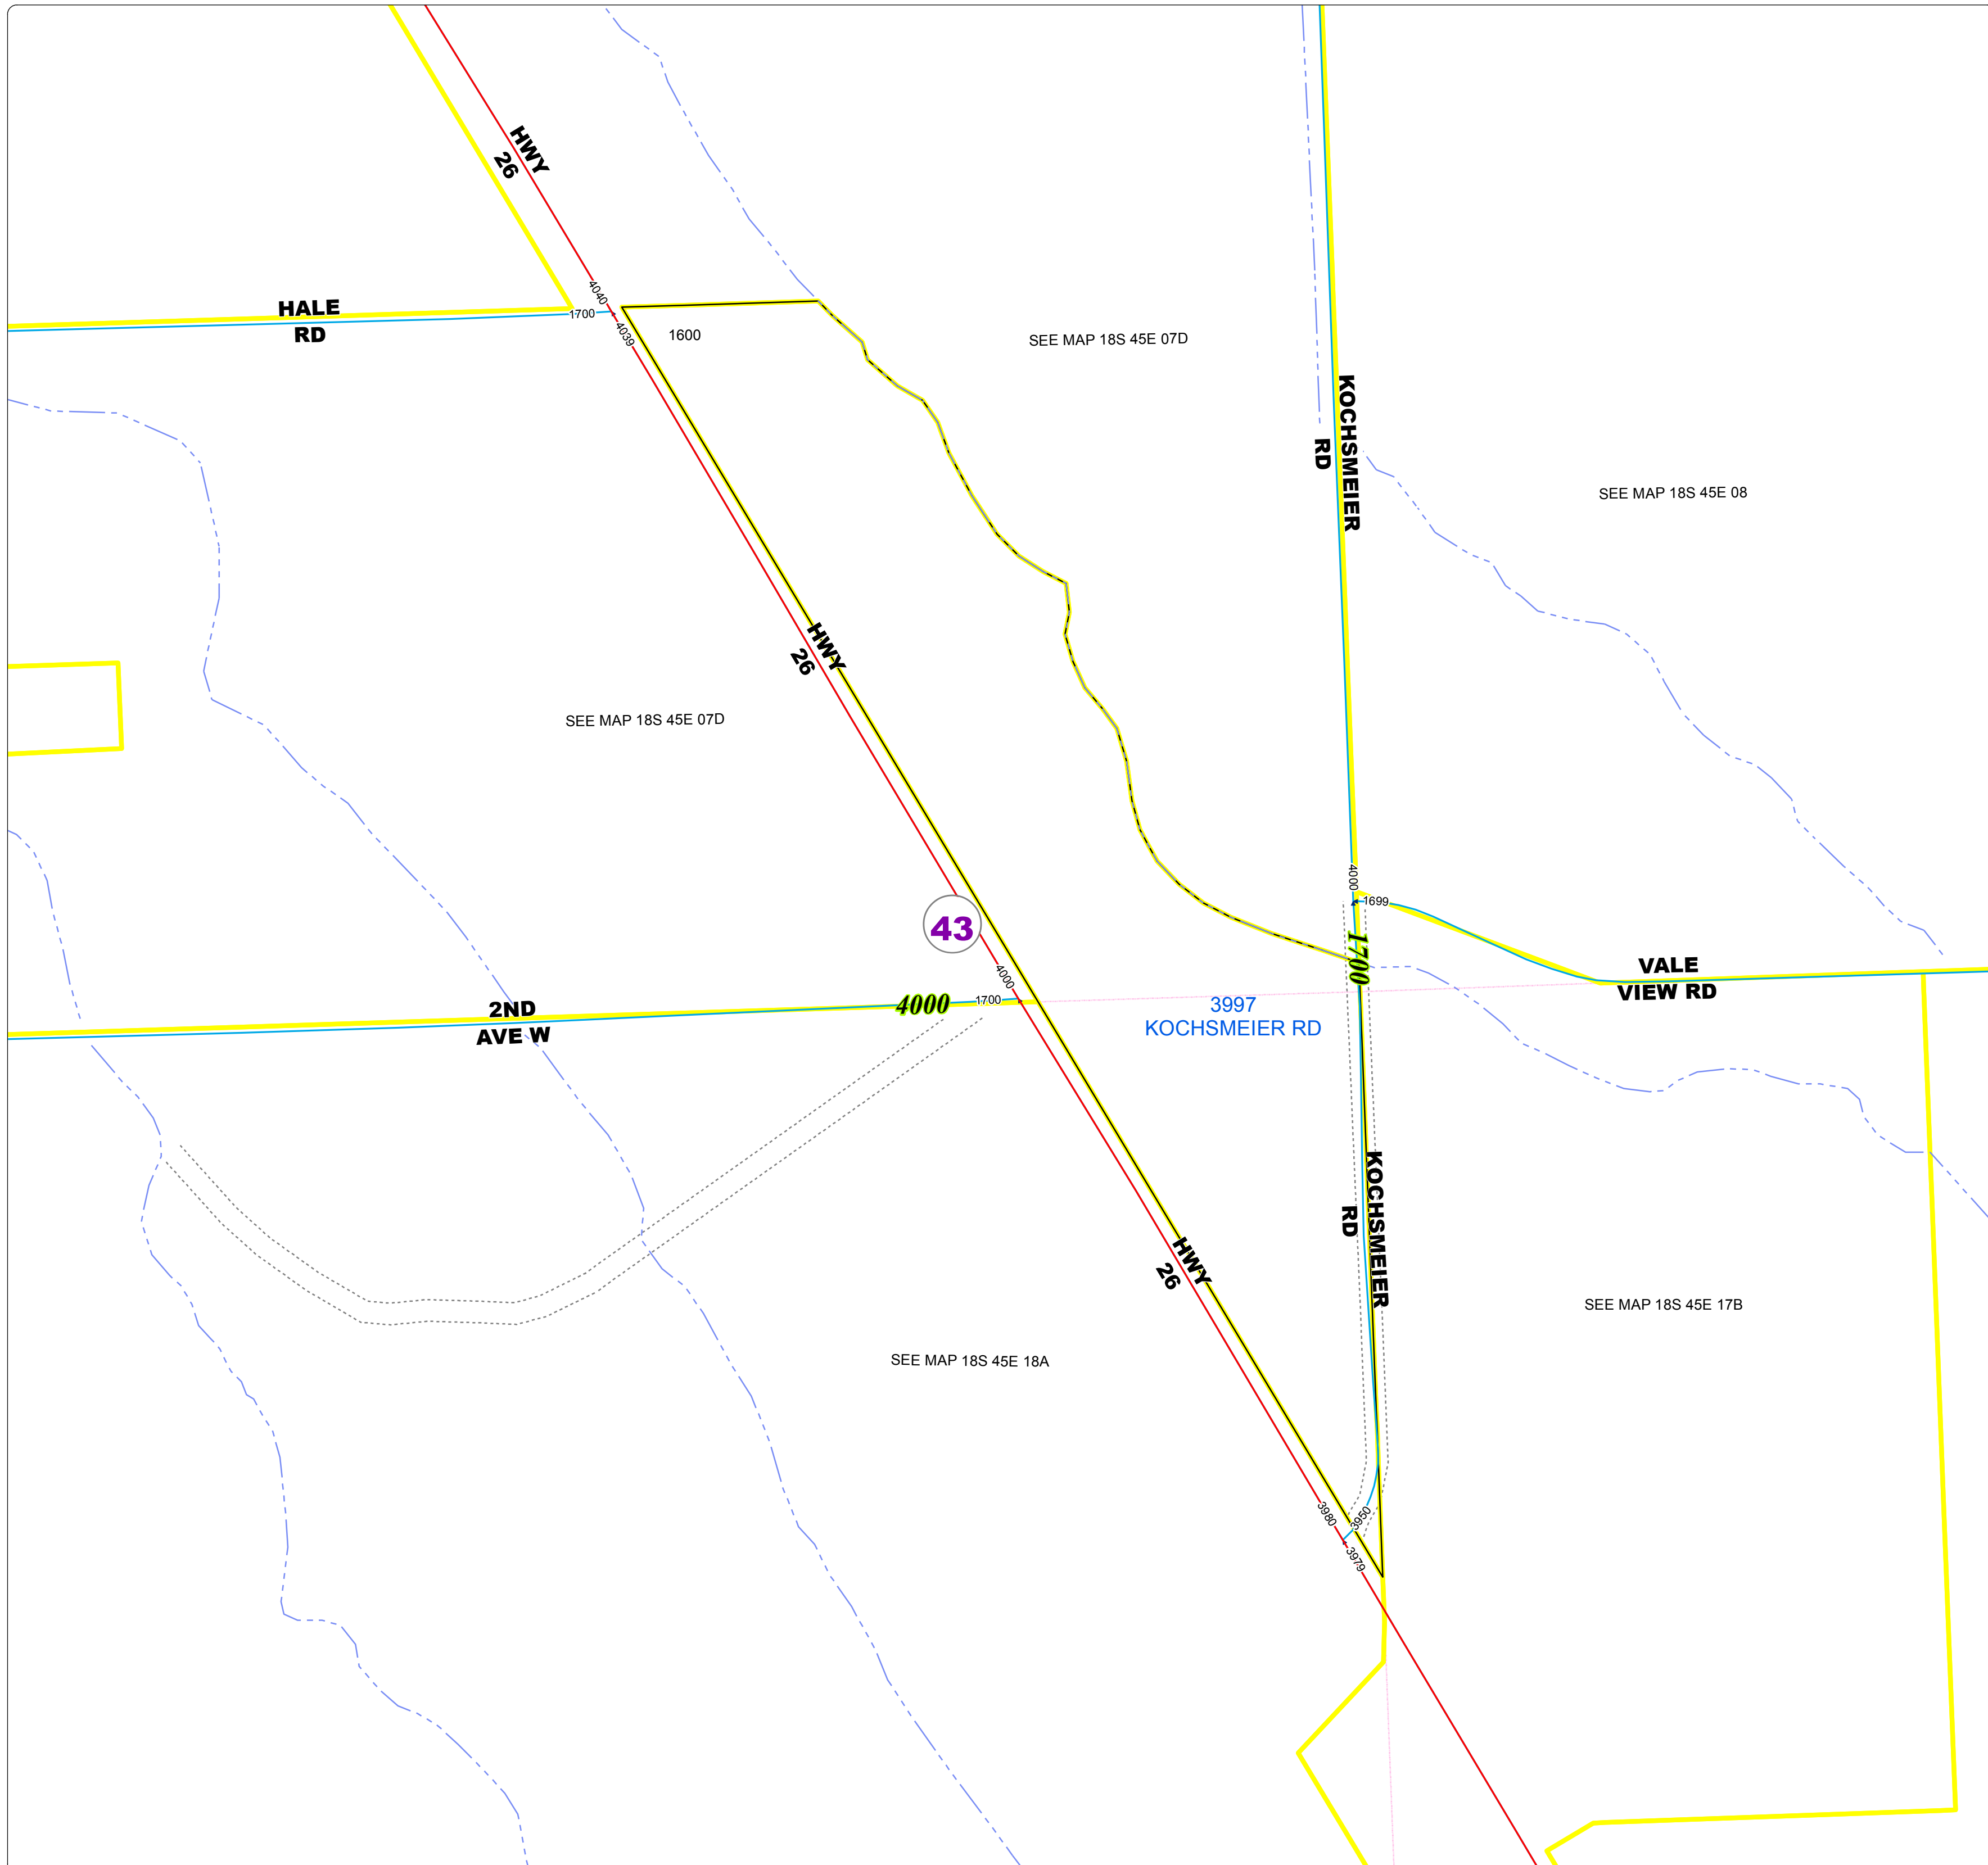 HWY
26
4040
HALE
RD
1700
4039
1600
SEE MAP 18S 45E 07D
KOCHSMEIER
RD
SEE MAP 18S 45E 08
HWY
26
SEE MAP 18S 45E 07D
4000
1699
43
1700
4000
VALE
VIEW RD
2ND
AVE W
4000
1700
3997
KOCHSMEIER RD
KOCHSMEIER
RD
HWY
26
SEE MAP 18S 45E 17B
SEE MAP 18S 45E 18A
3980
3950
3979